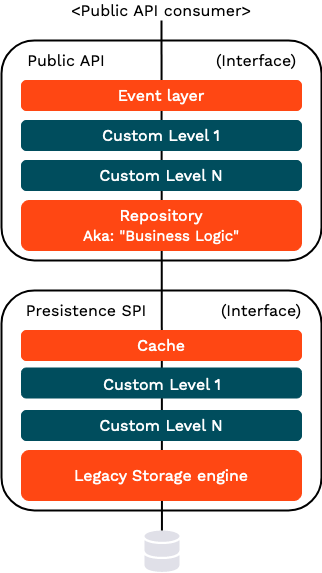 <Public API consumer>
Public API (Interface)
Event layer
Custom Level 1
Custom Level N
Repository
Aka: "Business Logic"
Presistence SPI (Interface)
Cache
Custom Level 1
Custom Level N
Legacy Storage engine